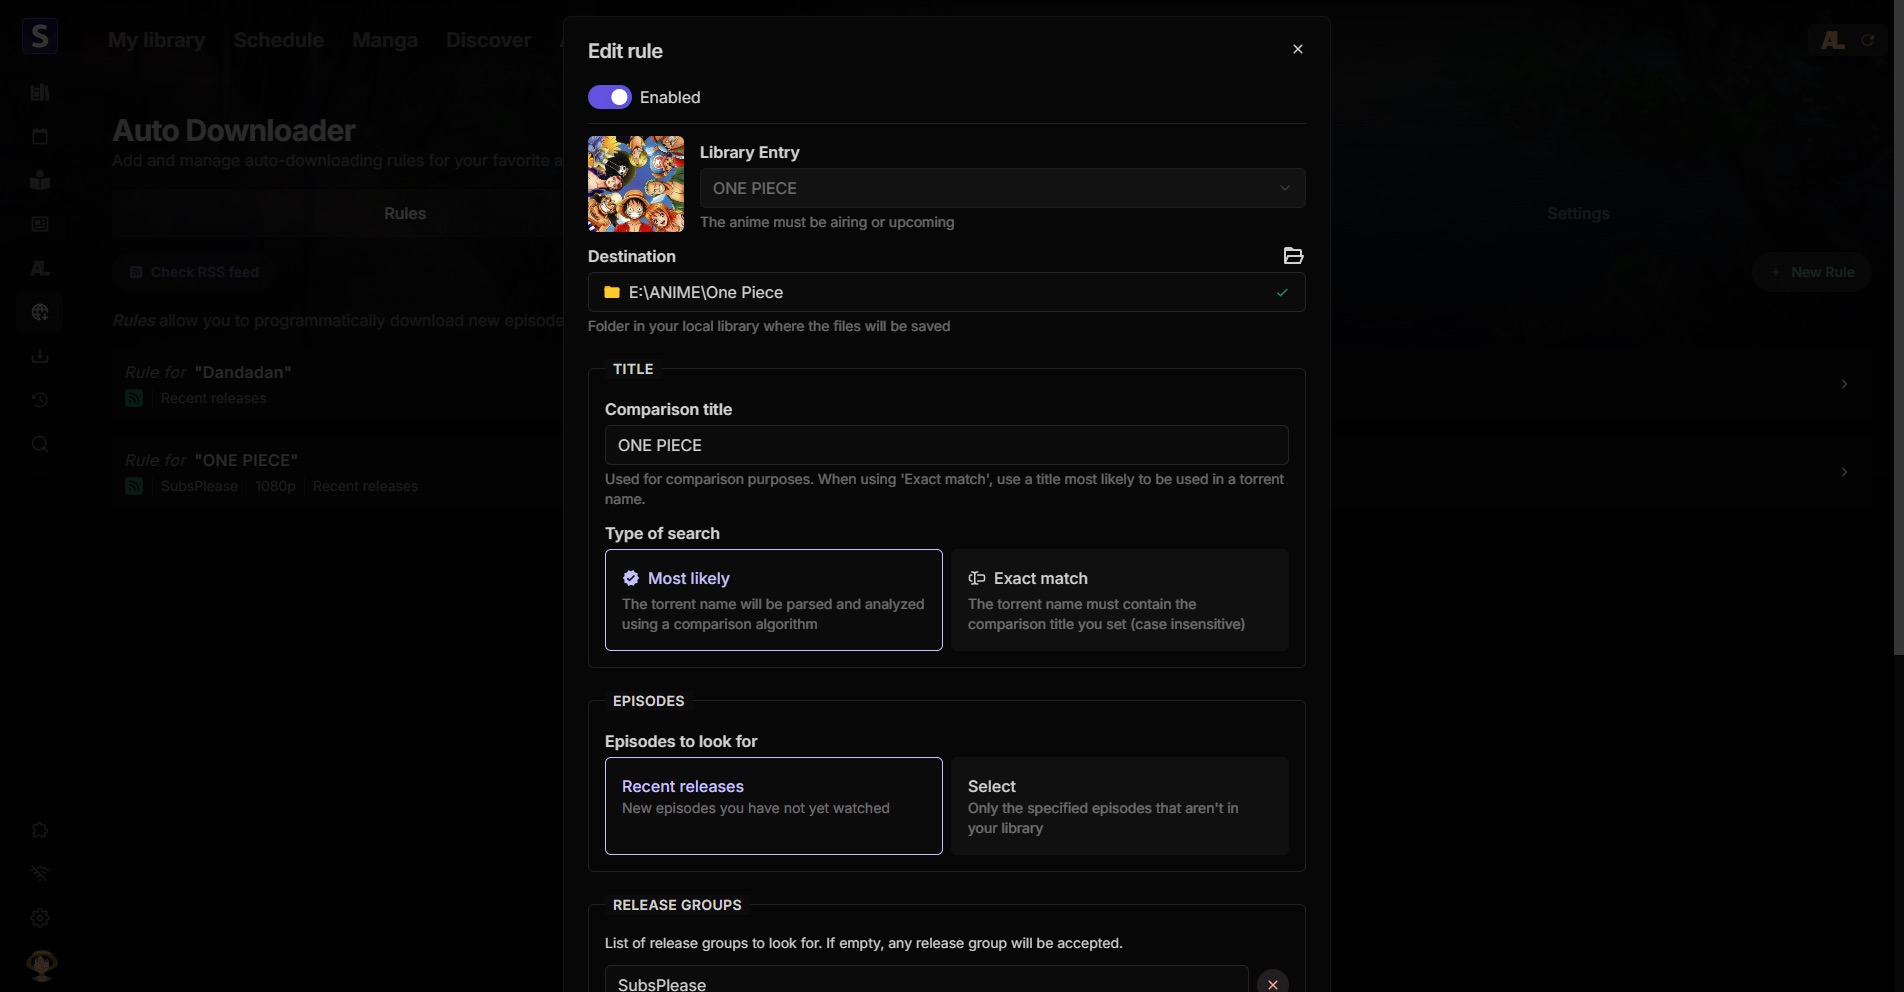 S
My library
Schedule
Manga
Discover
AL
Auto Downloader
Add and manage auto-downloading rules for your favorite a
Rules
Settings
Check RSS feed
+ New Rule
Rules allow you to programmatically download new episode
Rule for "Dandadan"
Recent releases
Rule for "ONE PIECE"
SubsPlease
1080p
Recent releases
AL
Edit rule
Enabled
Library Entry
ONE PIECE
The anime must be airing or upcoming
Destination
E:\ANIME\One Piece
Folder in your local library where the files will be saved
TITLE
Comparison title
ONE PIECE
Used for comparison purposes. When using 'Exact match', use a title most likely to be used in a torrent
name.
Type of search
Most likely
The torrent name will be parsed and analyzed
using a comparison algorithm
Exact match
The torrent name must contain the
comparison title you set (case insensitive)
EPISODES
Episodes to look for
Recent releases
New episodes you have not yet watched
Select
Only the specified episodes that aren't in
your library
RELEASE GROUPS
List of release groups to look for. If empty, any release group will be accepted.
SubsPlease